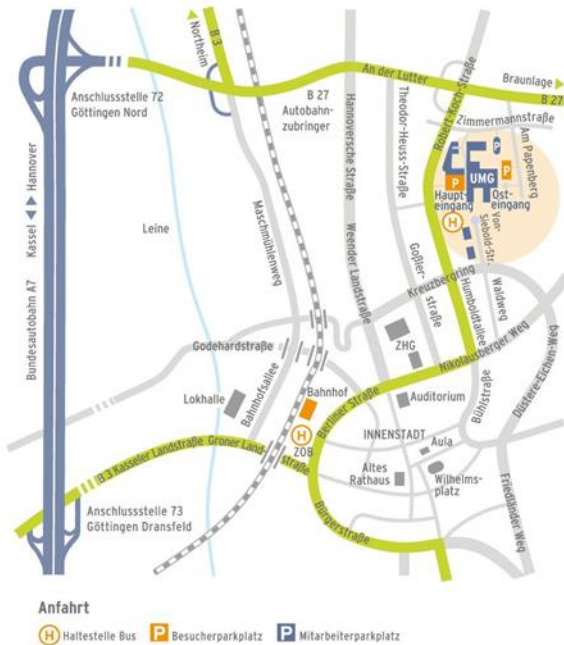 Northeim
B 3
An der Lutter
Braunlage
B 27
Anschlussstelle 72
Göttingen Nord
B 27
Autobahn-
zubringer
Hannoversche Straße
Theodor-Heuss-Straße
Robert-Koch-Straße
Zimmermannstraße
P
Am Papenberg
P
P
UMG
Haupt-
eingang
Ost-
eingang
H
Von-
Siebold-Str.
Kassel
Hannover
Bundesautobahn A7
Leine
Maschmühlenweg
Weender Landstraße
Goßler-
straße
Kreuzbergring
Humboldtallee
Waldweg
Godehardstraße
ZHG
Nikolausberger Weg
Düstere-Eichen-Weg
Lokhalle
Bahnhofsallee
Bahnhof
Berliner Straße
Auditorium
Bühlstraße
H
ZOB
INNENSTADT
Aula
B 3 Kasseler Landstraße
Groner Land-
straße
Altes
Rathaus
Wilhelms-
platz
Anschlussstelle 73
Göttingen Dransfeld
Bürgerstraße
Friedländer Weg
Anfahrt
H Haltestelle Bus P Besucherparkplatz P Mitarbeiterparkplatz